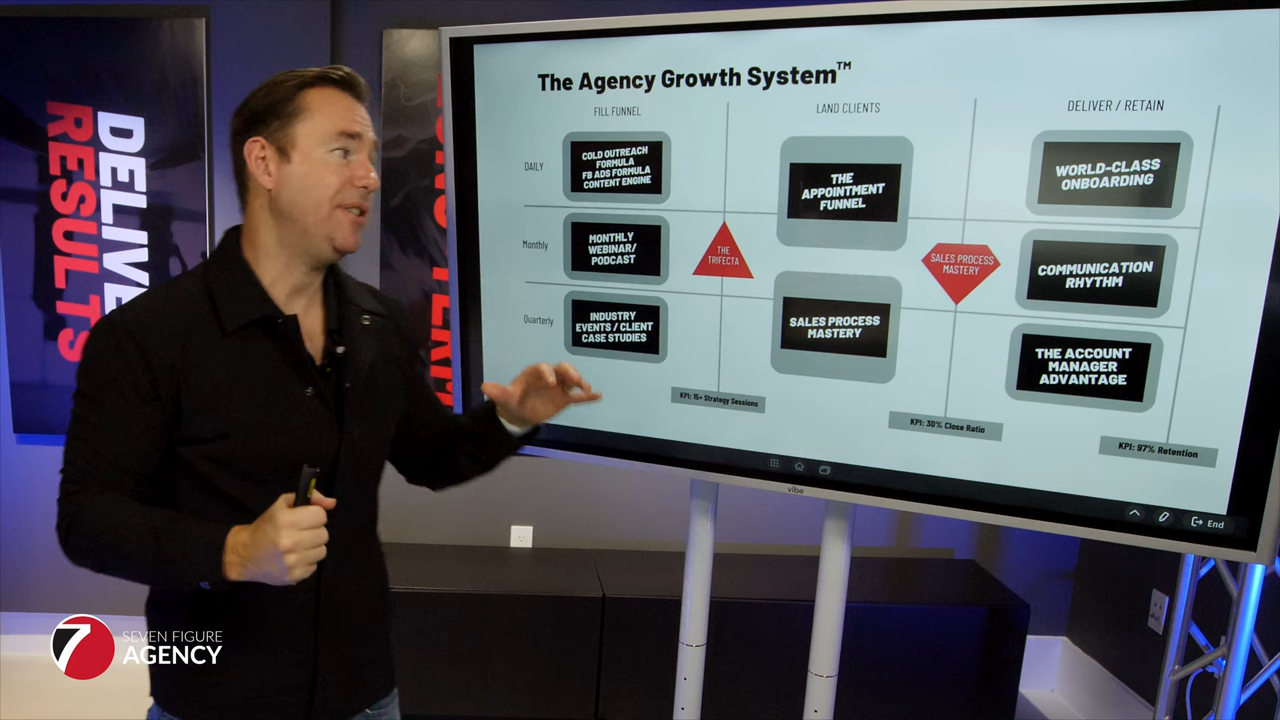 DELIVE
RESULTS
The Agency Growth System™
FILL FUNNEL
LAND CLIENTS
DELIVER / RETAIN
DAILY
COLD OUTREACH
FORMULA
FB ADS FORMULA
CONTENT ENGINE
THE
APPOINTMENT
FUNNEL
WORLD-CLASS
ONBOARDING
Monthly
MONTHLY
WEBINAR/
PODCAST
THE
TRIFECTA
SALES PROCESS
MASTERY
COMMUNICATION
RHYTHM
Quarterly
INDUSTRY
EVENTS / CLIENT
CASE STUDIES
SALES PROCESS
MASTERY
THE ACCOUNT
MANAGER
ADVANTAGE
KPI: 15+ Strategy Sessions
KPI: 30% Close Ratio
KPI: 97% Retention
vibe
End
7
SEVEN FIGURE
AGENCY